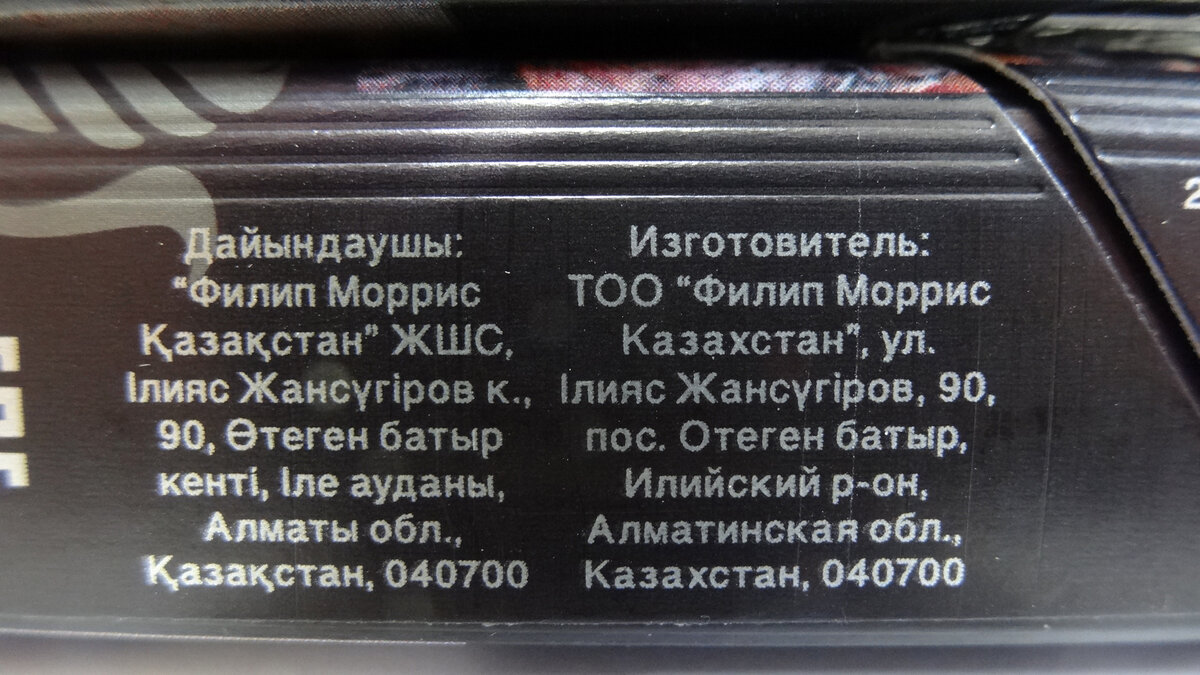 Дайындаушы:
"Филип Моррис
Қазақстан" ЖШС,
Ілияс Жансүгіров к.,
90, Өтеген батыр
кенті, Іле ауданы,
Алматы обл.,
Қазақстан, 040700
Изготовитель:
ТОО "Филип Моррис
Казахстан", ул.
Ілияс Жансүгіров, 90,
пос. Отеген батыр,
Илийский р-он,
Алматинская обл.,
Казахстан, 040700